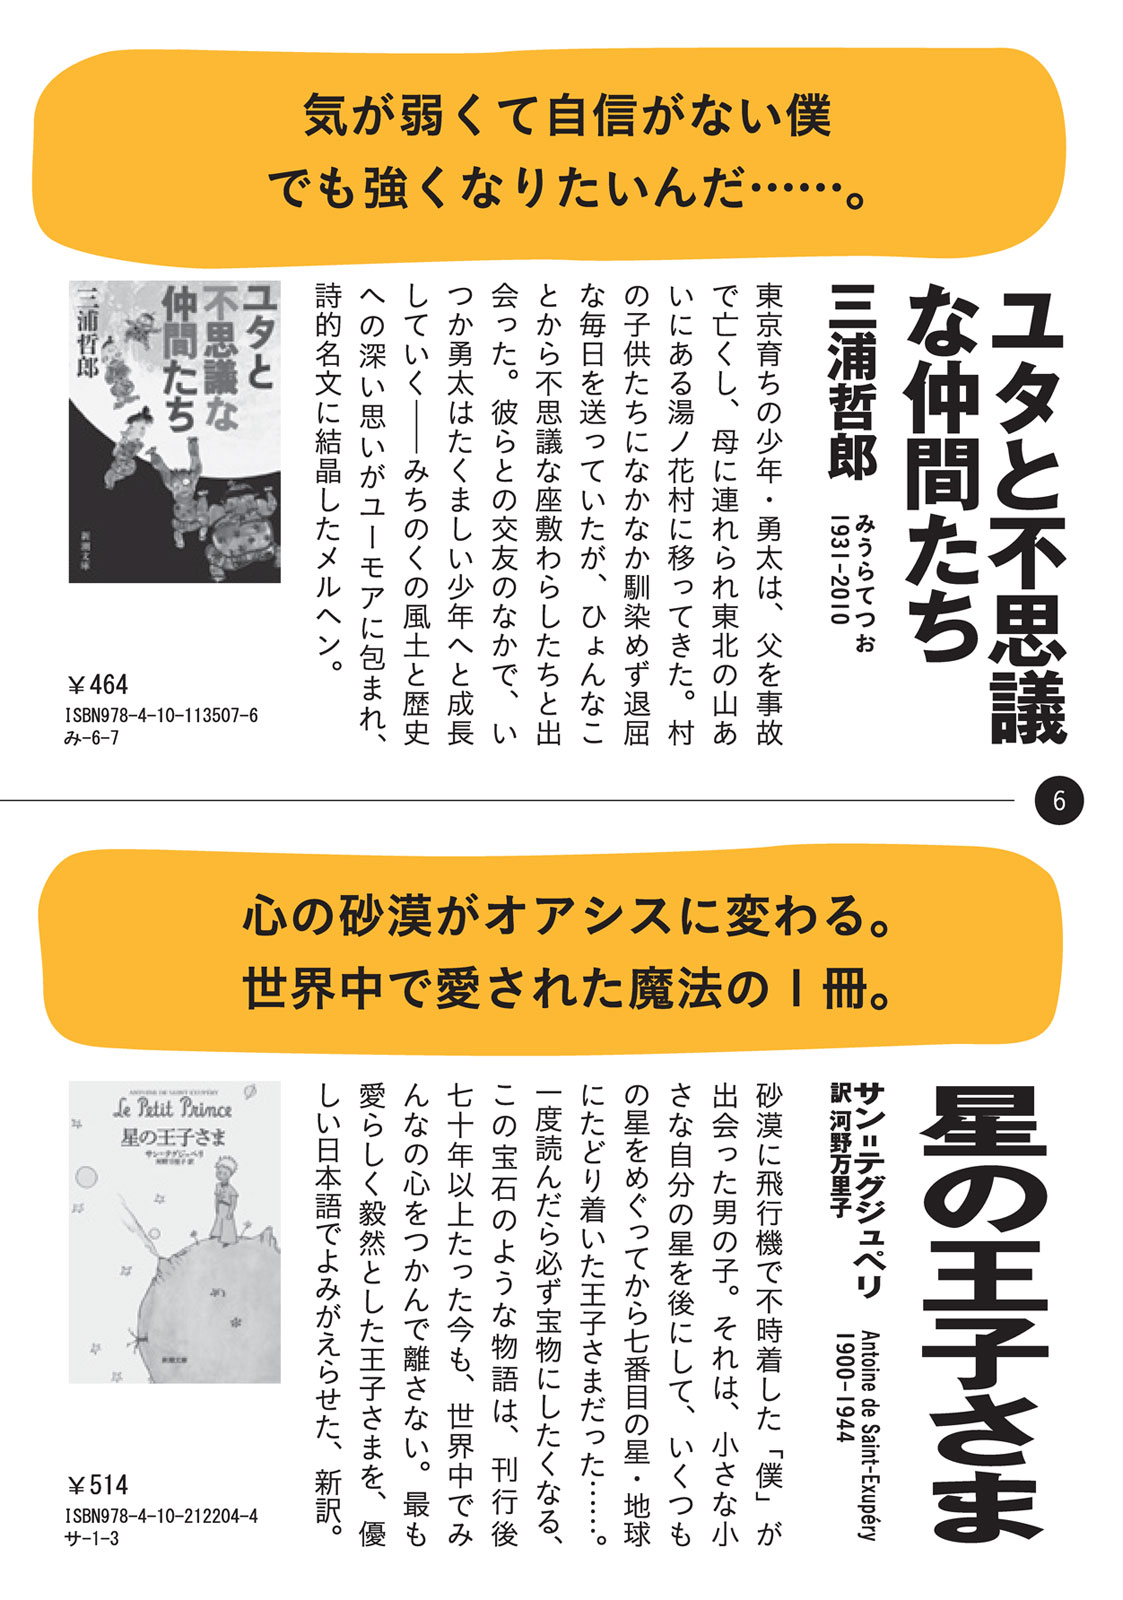 気が弱くて自信がない僕
でも強くなりたいんだ……。
ユタと不思議
な仲間たち
三浦哲郎
みうらてつお
1931-2010
東京育ちの少年・勇太は、父を事故
で亡くし、母に連れられ東北の山あ
いにある湯ノ花村に移ってきた。村
の子供たちになかなか馴染めず退屈
な毎日を送っていたが、ひょんなこ
とから不思議な座敷わらしたちと出
会った。彼らとの交友のなかで、い
つか勇太はたくましい少年へと成長
していく――みちのくの風土と歴史
への深い思いがユーモアに包まれ、
詩的名文に結晶したメルヘン。
ユタと
不思議な
仲間たち
三浦哲郎
新潮文庫
￥464
ISBN978-4-10-113507-6
み-6-7
6
心の砂漠がオアシスに変わる。
世界中で愛された魔法の1冊。
星の王子さま
サン=テグジュペリ
訳 河野万里子
Antoine de Saint-Exupéry
1900-1944
砂漠に飛行機で不時着した「僕」が
出会った男の子。それは、小さな小
さな自分の星を後にして、いくつも
の星をめぐってから七番目の星・地球
にたどり着いた王子さまだった……。
一度読んだら必ず宝物にしたくなる、
この宝石のような物語は、刊行後
七十年以上たった今も、世界中でみ
んなの心をつかんで離さない。最も
愛らしく毅然とした王子さまを、優
しい日本語でよみがえらせた、新訳。
ANTOINE DE SAINT-EXUPÉRY
Le Petit Prince
星の王子さま
サン=テグジュペリ
河野万里子訳
新潮文庫
￥514
ISBN978-4-10-212204-4
サ-1-3